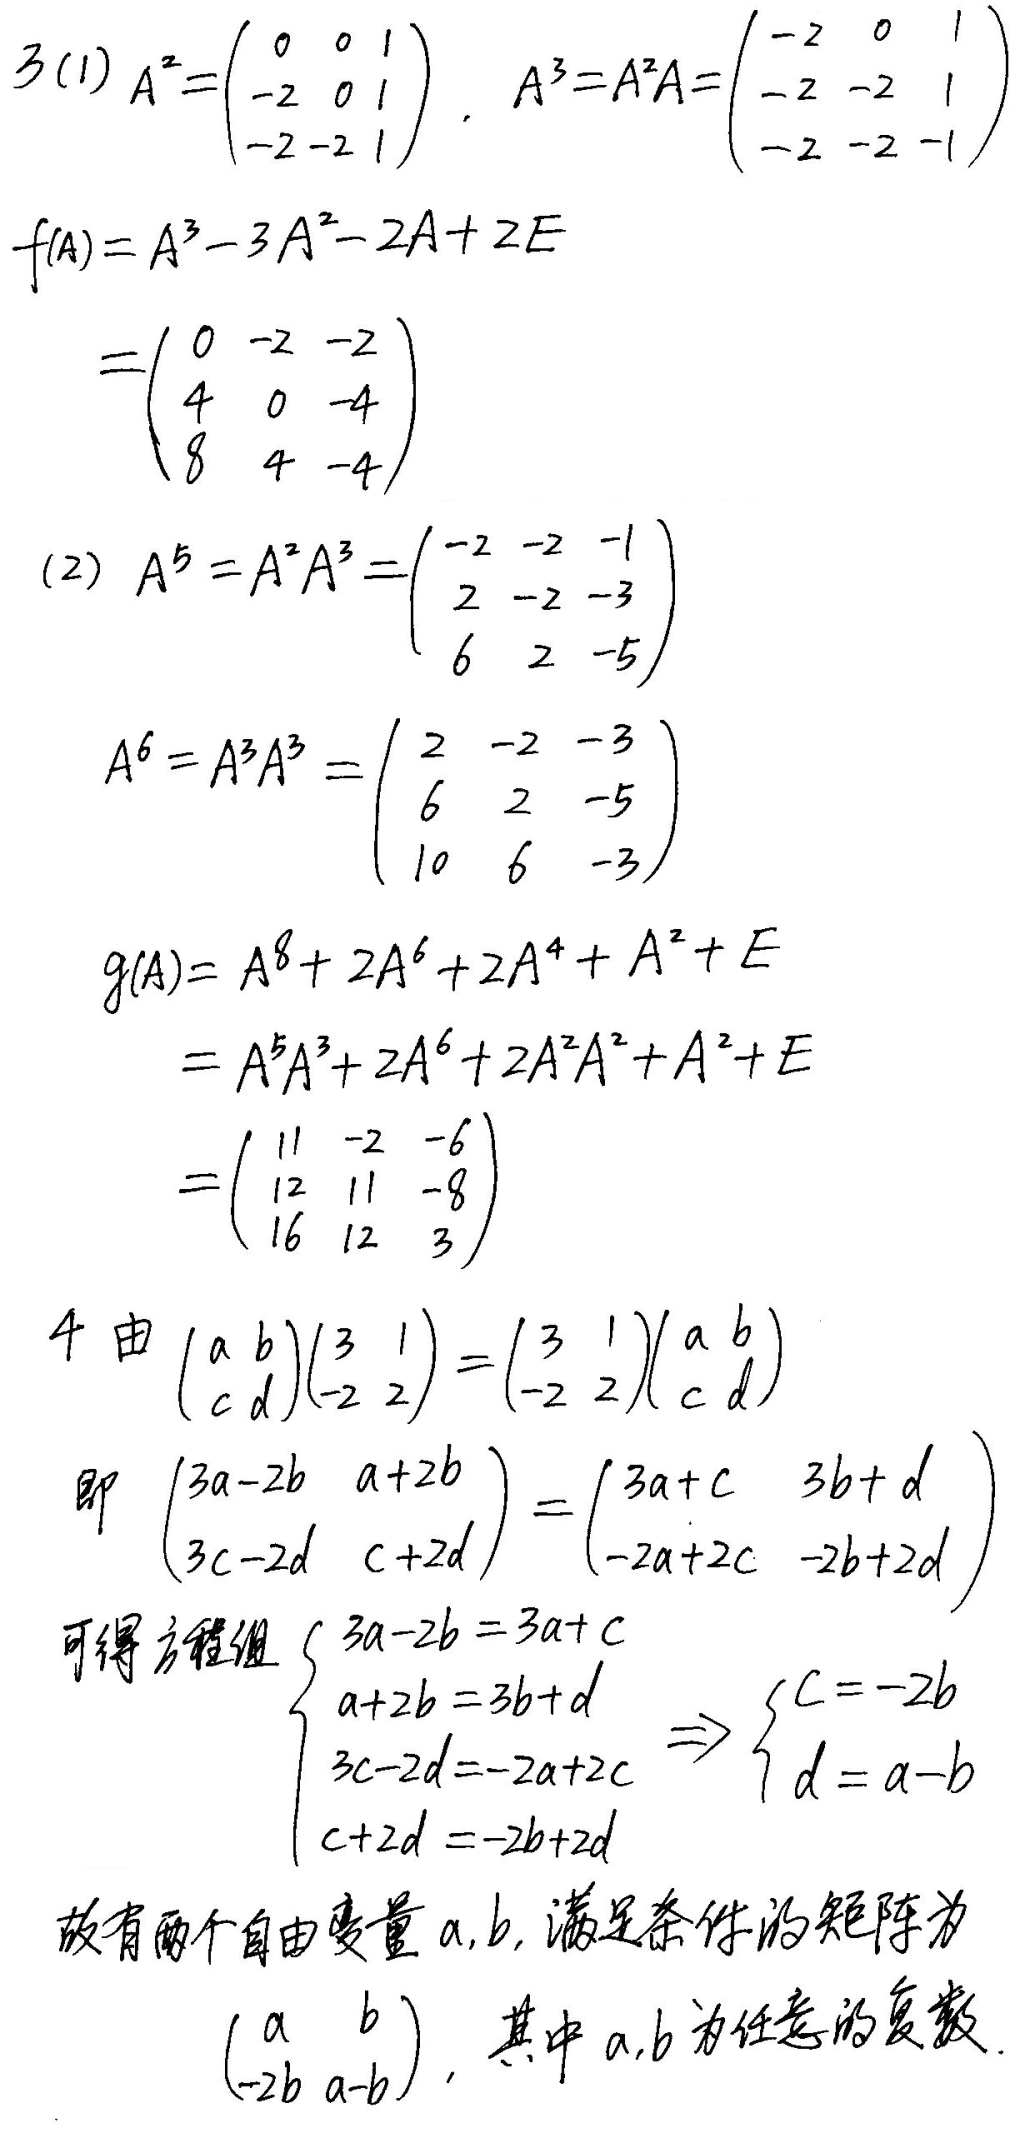 3(1) A² = (0 0 1; -2 0 1; -2 -2 1). A³ = A²A = (-2 0 1; -2 -2 1; -2 -2 -1)
f(A) = A³ - 3A² - 2A + 2E
= (0 -2 -2; 4 0 -4; 8 4 -4)
(2) A⁵ = A²A³ = (-2 -2 -1; 2 -2 -3; 6 2 -5)
A⁶ = A³A³ = (2 -2 -3; 6 2 -5; 10 6 -3)
g(A) = A⁸ + 2A⁶ + 2A⁴ + A² + E
= A⁵A³ + 2A⁶ + 2A²A² + A² + E
= (11 -2 -6; 12 11 -8; 16 12 3)
4 由 (a b; c d)(3 1; -2 2) = (3 1; -2 2)(a b; c d)
即 (3a-2b a+2b; 3c-2d c+2d) = (3a+c 3b+d; -2a+2c -2b+2d)
可得方程组 { 3a-2b = 3a+c
a+2b = 3b+d
3c-2d = -2a+2c
c+2d = -2b+2d
⇒ { c = -2b
d = a-b
故有两个自由变量 a,b, 满足条件的矩阵为
(a b; -2b a-b), 其中 a,b 为任意的复数.